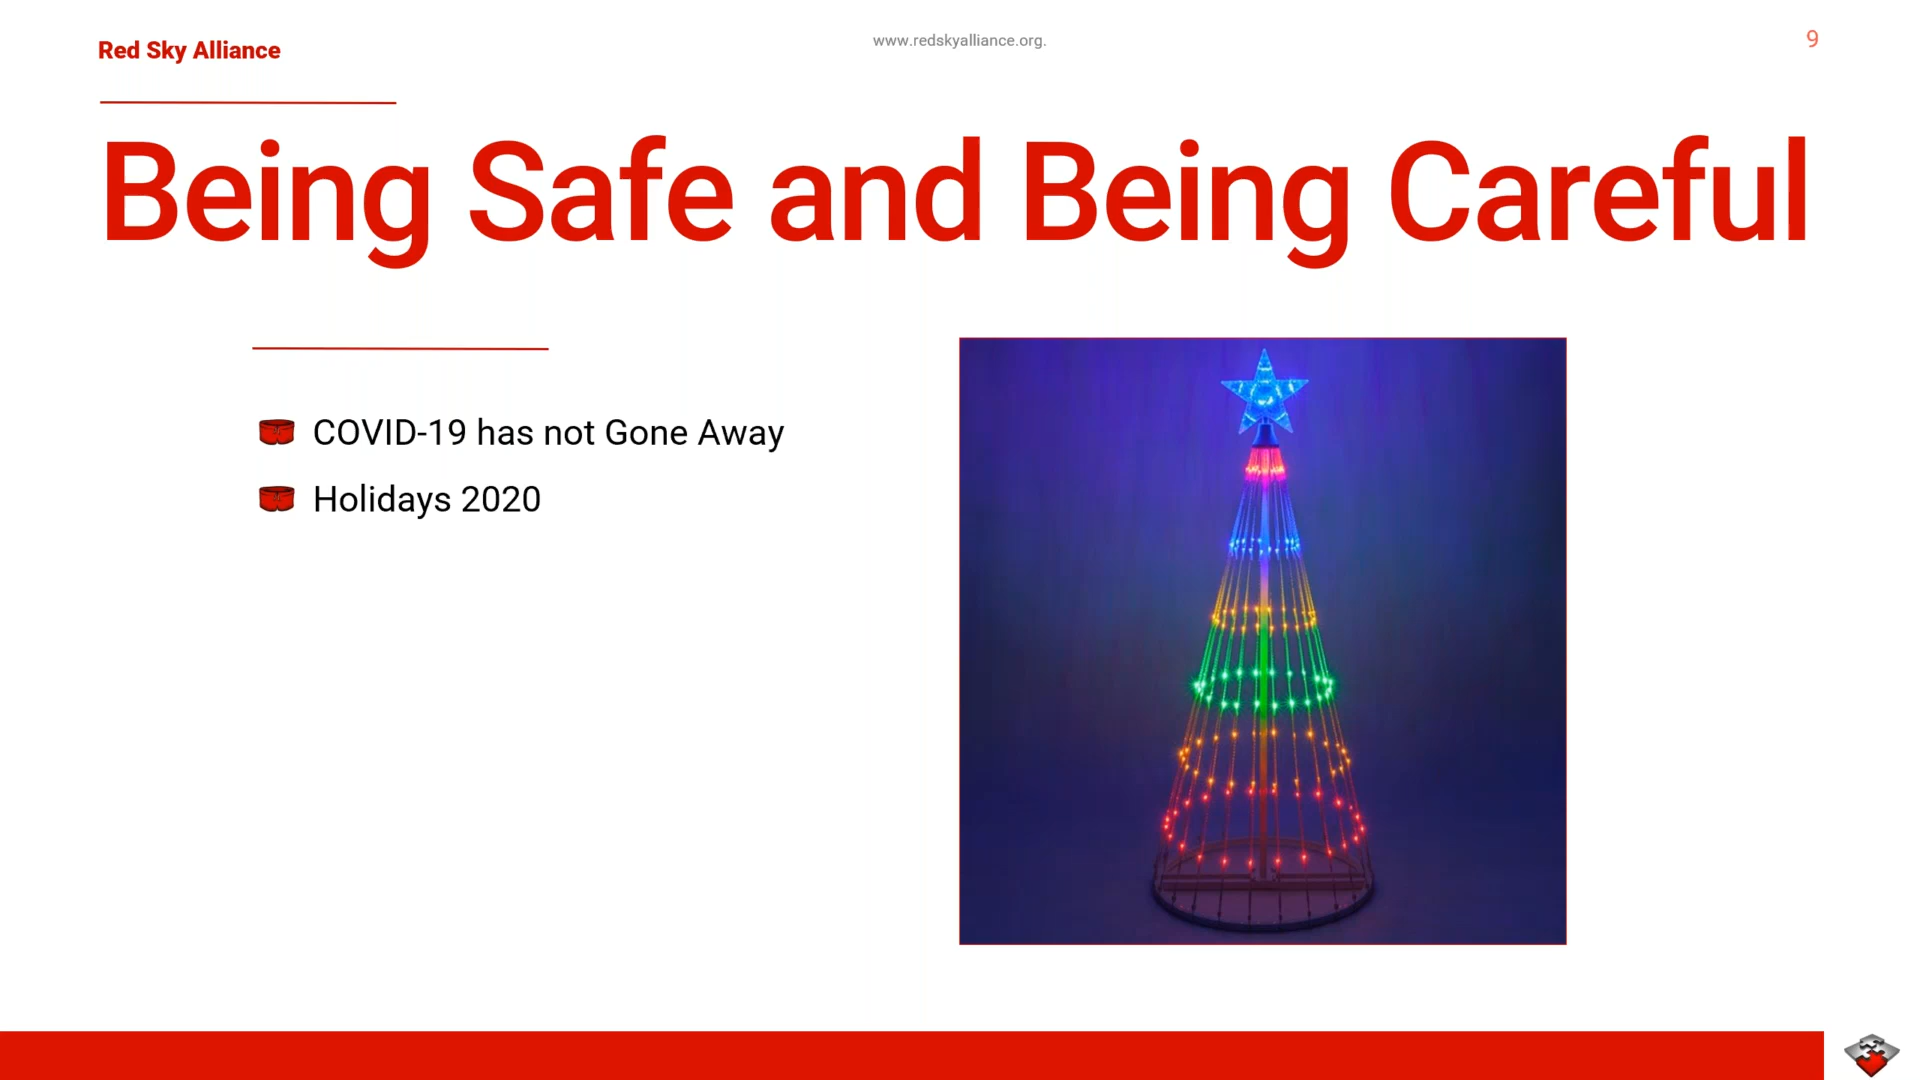 Red Sky Alliance
www.redskyalliance.org.
9
Being Safe and Being Careful
COVID-19 has not Gone Away
Holidays 2020